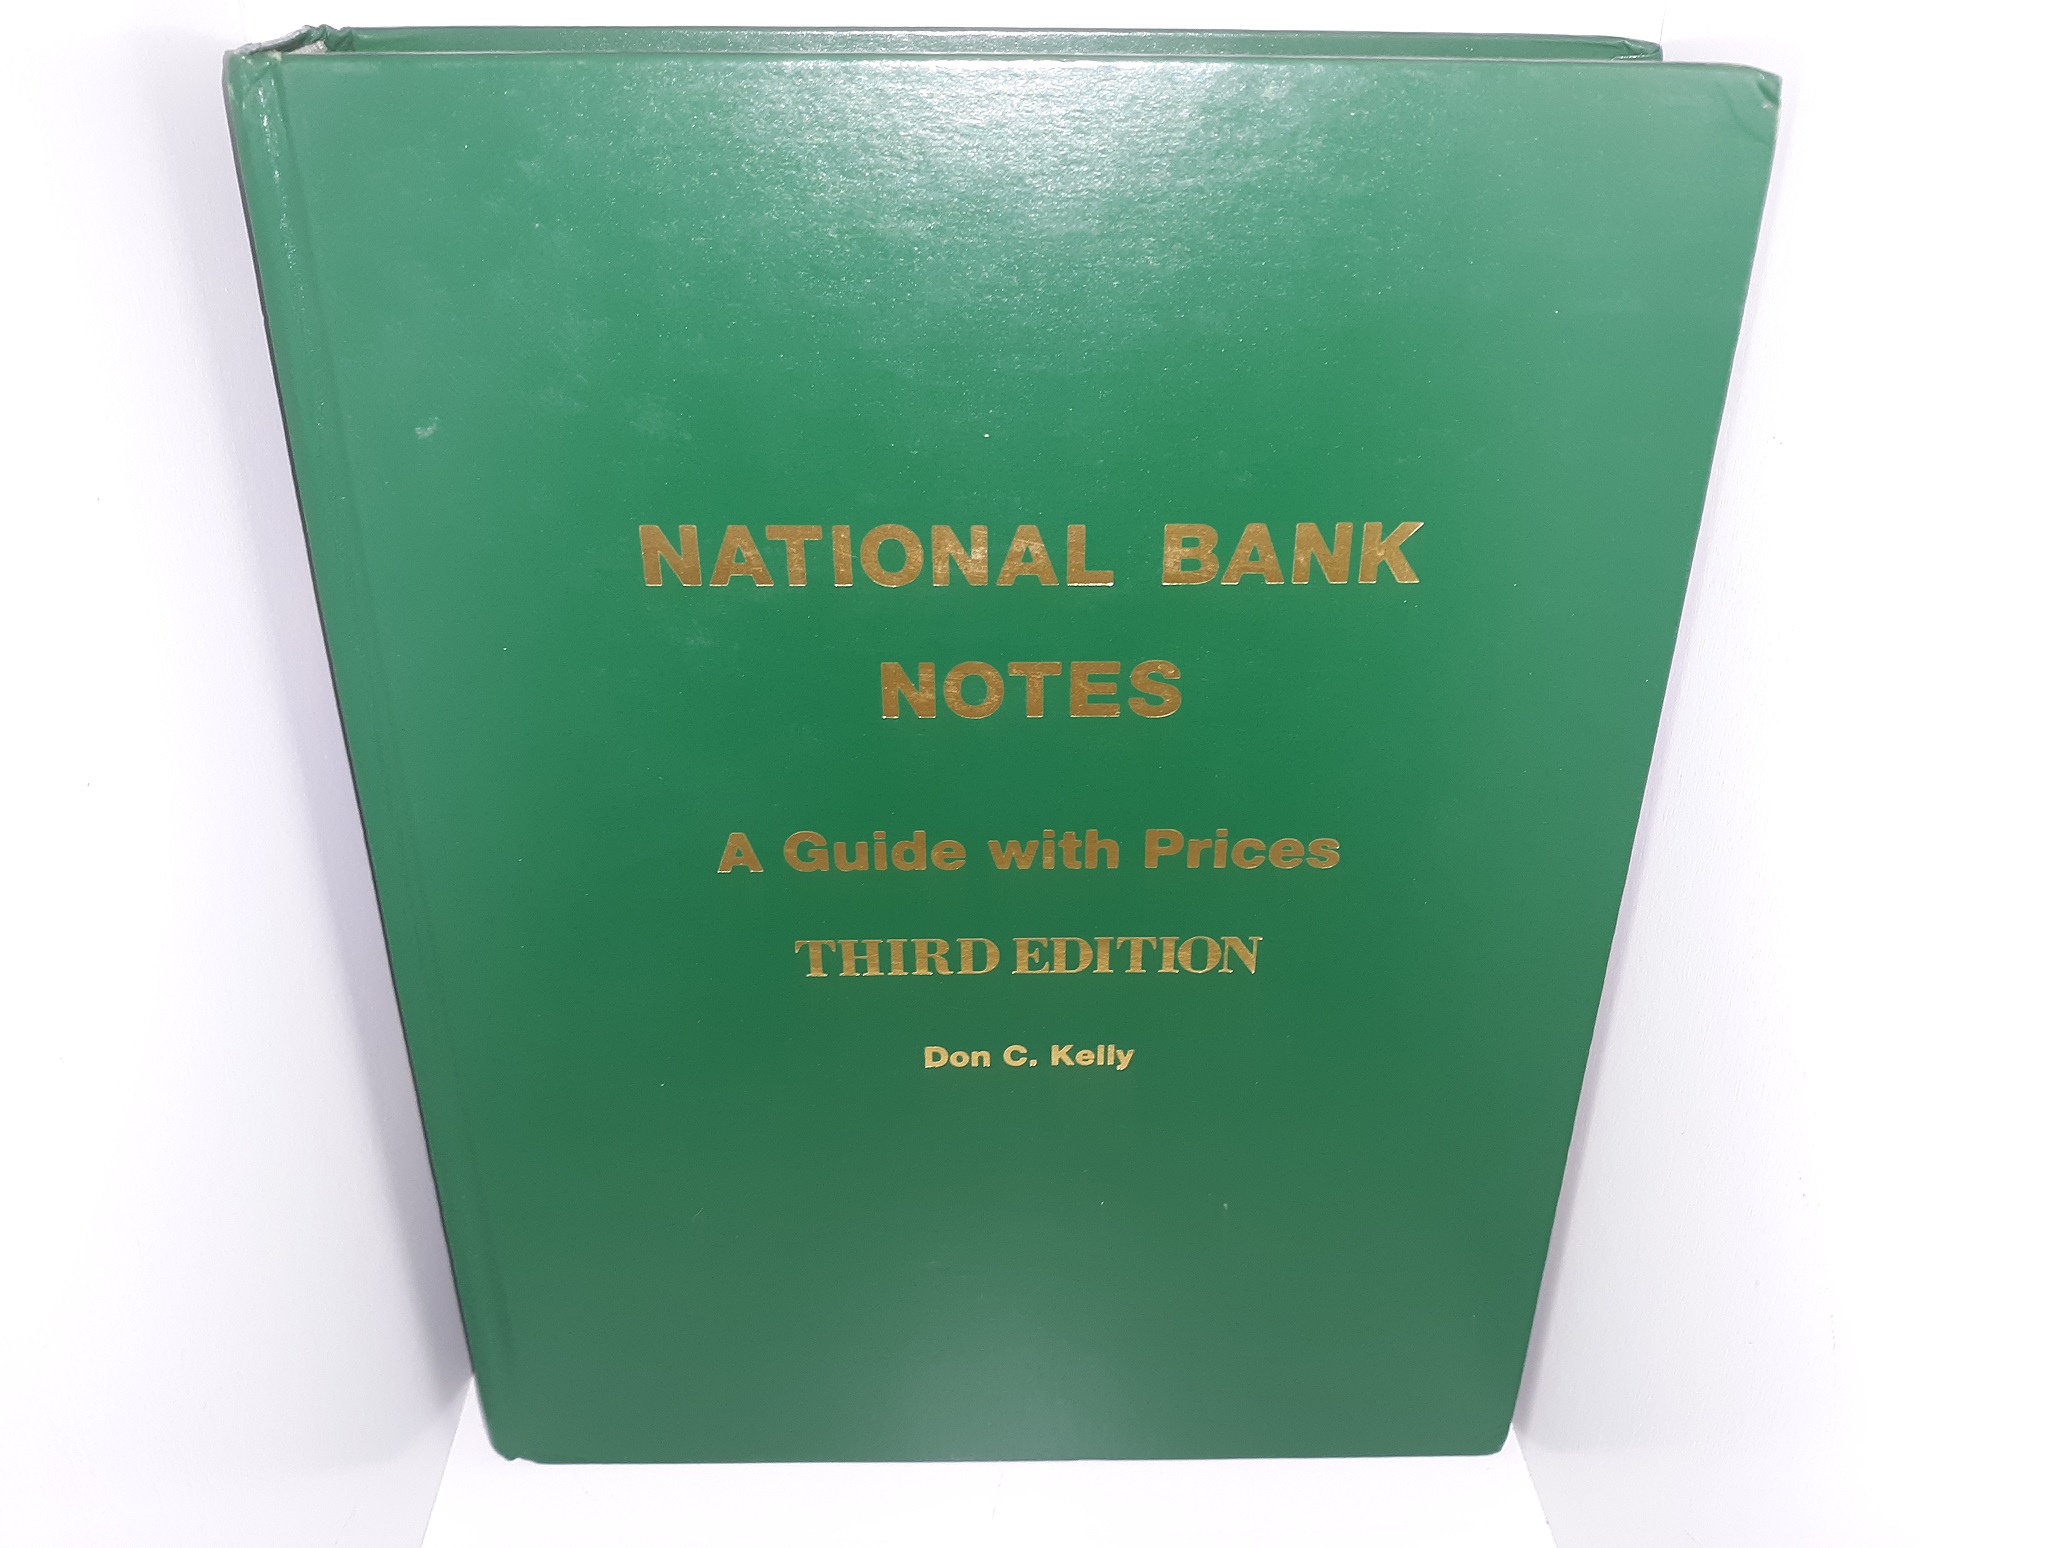 NATIONAL BANK
NOTES
A Guide with Prices
THIRD EDITION
Don C. Kelly